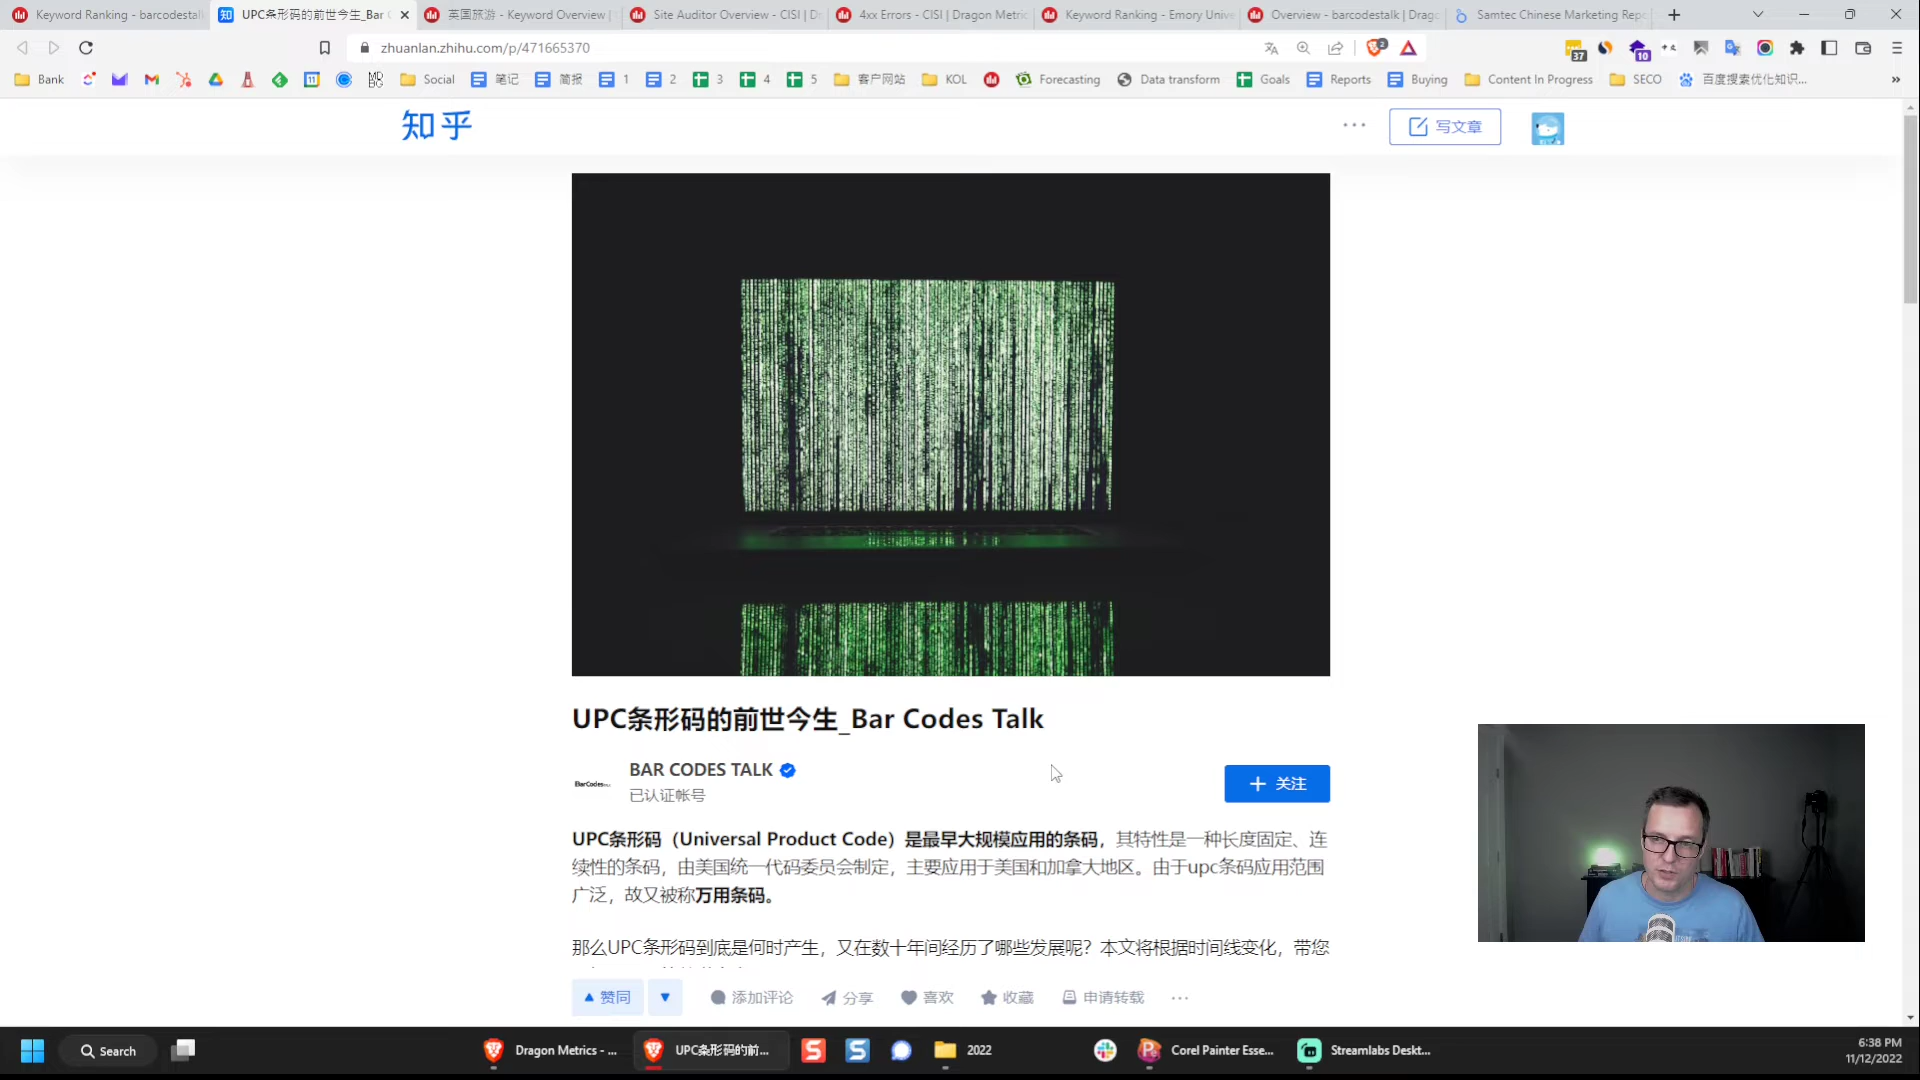 Keyword Ranking - barcodestal
UPC条形码的前世今生_Bar C
英国旅游 - Keyword Overview |
Site Auditor Overview - CISI | Dr
4xx Errors - CISI | Dragon Metric
Keyword Ranking - Emory Unive
Overview - barcodestalk | Drago
Samtec Chinese Marketing Repo
zhuanlan.zhihu.com/p/471665370
2
37
10
Bank
11
Social
笔记
简报
1
2
3
4
5
客户网站
KOL
Forecasting
Data transform
Goals
Reports
Buying
Content In Progress
SECO
百度搜索优化知识...
»
知乎
写文章
UPC条形码的前世今生_Bar Codes Talk
BarCodes
BAR CODES TALK
已认证帐号
关注
UPC条形码（Universal Product Code）是最早大规模应用的条码，其特性是一种长度固定、连
续性的条码，由美国统一代码委员会制定，主要应用于美国和加拿大地区。由于upc条码应用范围
广泛，故又被称万用条码。
那么UPC条形码到底是何时产生，又在数十年间经历了哪些发展呢？本文将根据时间线变化，带您
赞同
添加评论
分享
喜欢
收藏
申请转载
Search
Dragon Metrics - ...
UPC条形码的前...
2022
Corel Painter Esse...
Streamlabs Deskt...
6:38 PM
11/12/2022